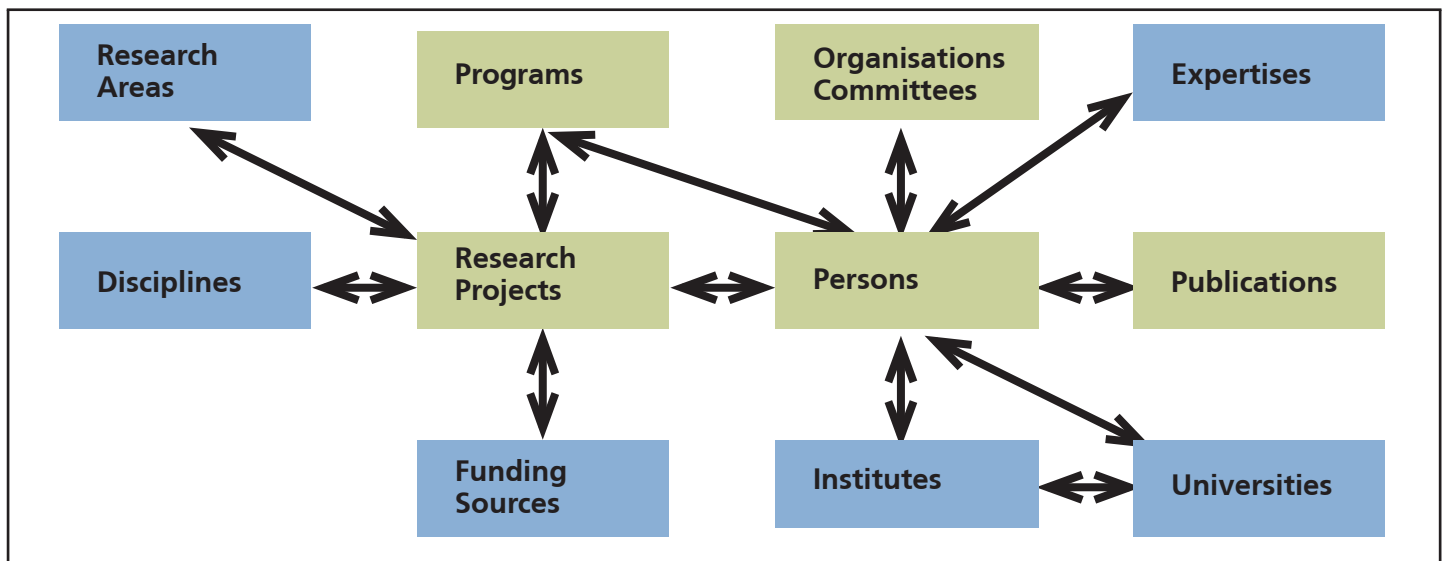 Research
Areas
Programs
Organisations
Committees
Expertises
Disciplines
Research
Projects
Persons
Publications
Funding
Sources
Institutes
Universities